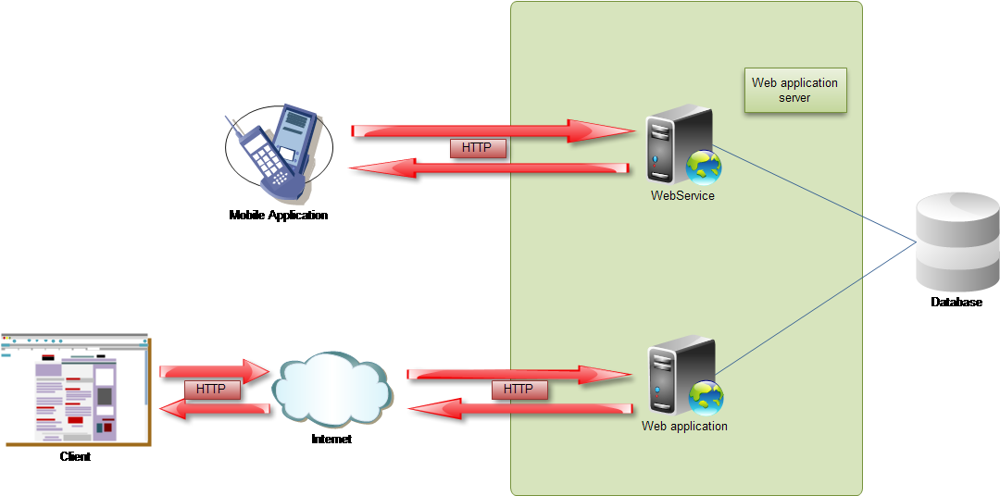 Web application
server
HTTP
WebService
Mobile Application
Database
HTTP
HTTP
Web application
Internet
Client